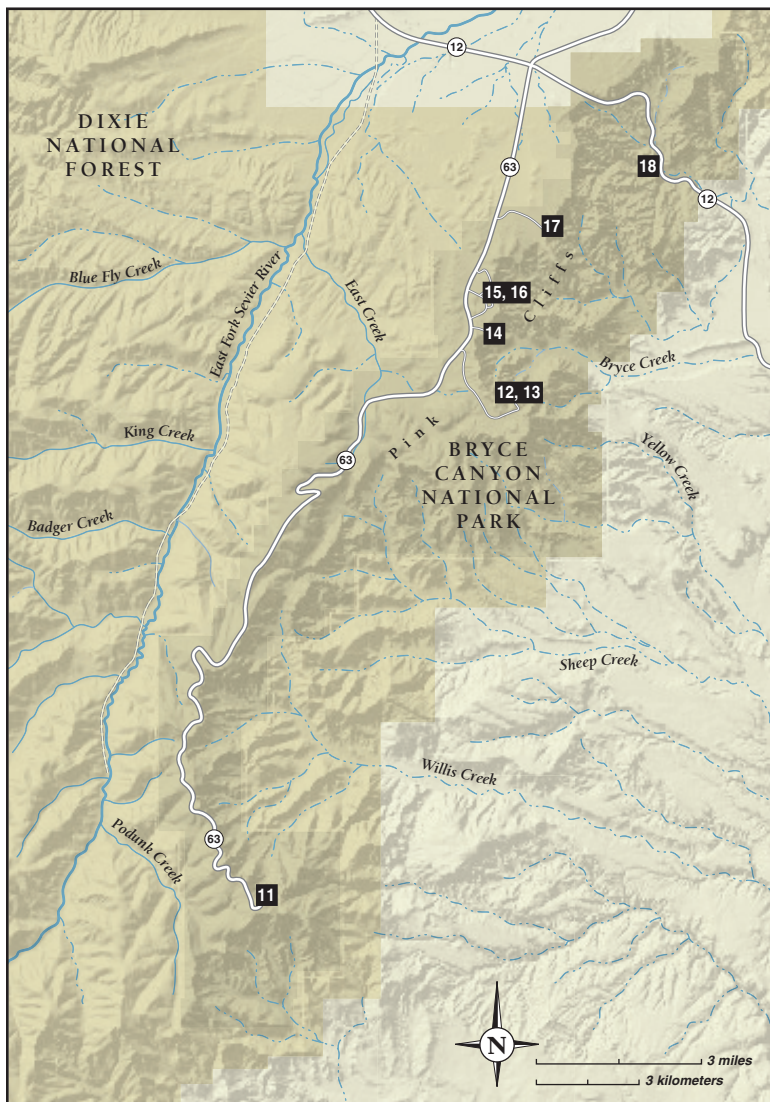 12
DIXIE
NATIONAL
FOREST
63
18
12
17
Blue Fly Creek
East Fork Sevier River
East Creek
15, 16
Cliffs
14
Bryce Creek
12, 13
King Creek
Pink
63
BRYCE
CANYON
NATIONAL
PARK
Yellow Creek
Badger Creek
Sheep Creek
Willis Creek
63
Podunk Creek
11
N
3 miles
3 kilometers